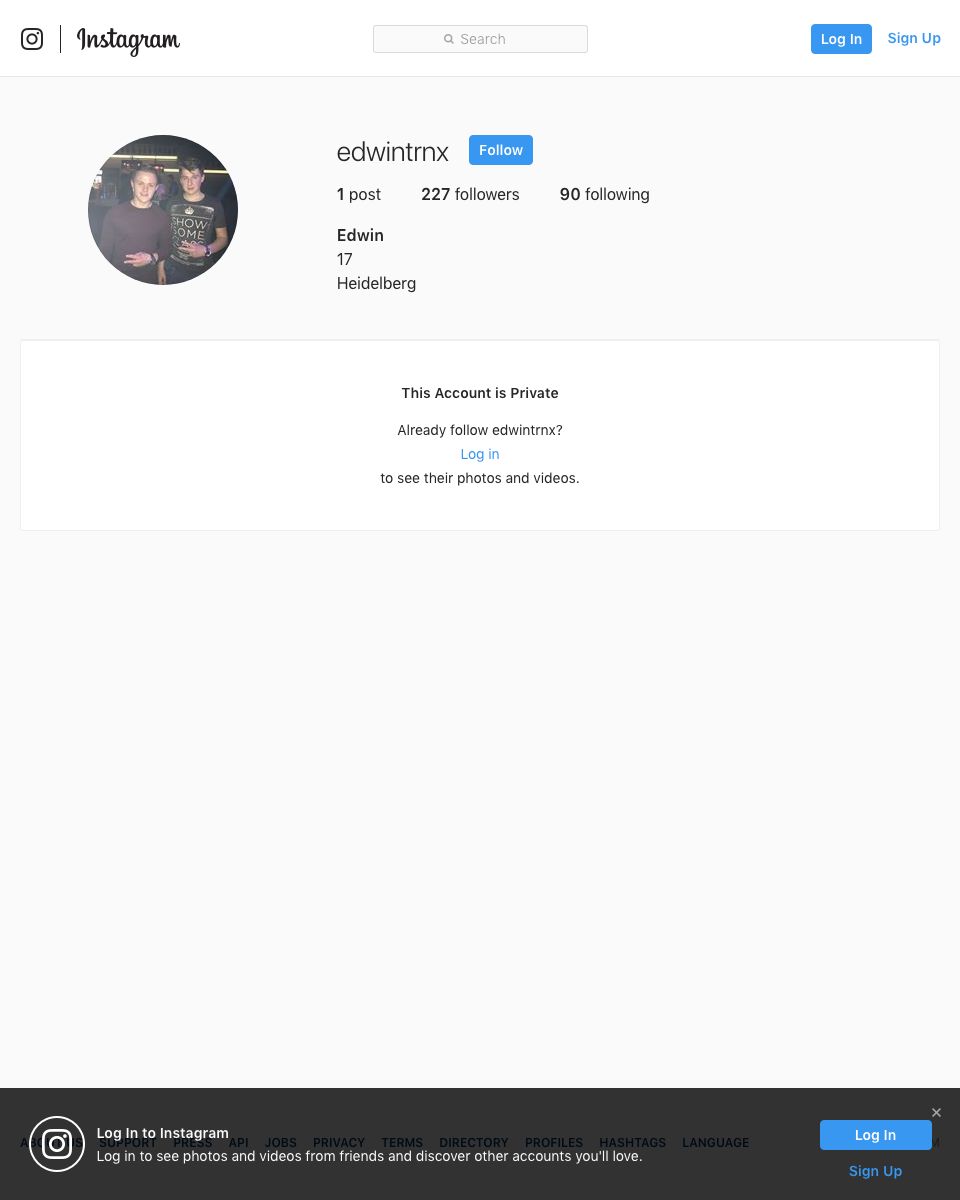 Instagram
Search
Log In
Sign Up
edwintrnx
Follow
1 post
227 followers
90 following
Edwin
17
Heidelberg
SHOW
SOME
This Account is Private
Already follow edwintrnx?
Log in
to see their photos and videos.
Log In to Instagram
Log in to see photos and videos from friends and discover other accounts you'll love.
SUPPORT PRESS API JOBS PRIVACY TERMS DIRECTORY PROFILES HASHTAGS LANGUAGE
×
Log In
Sign Up